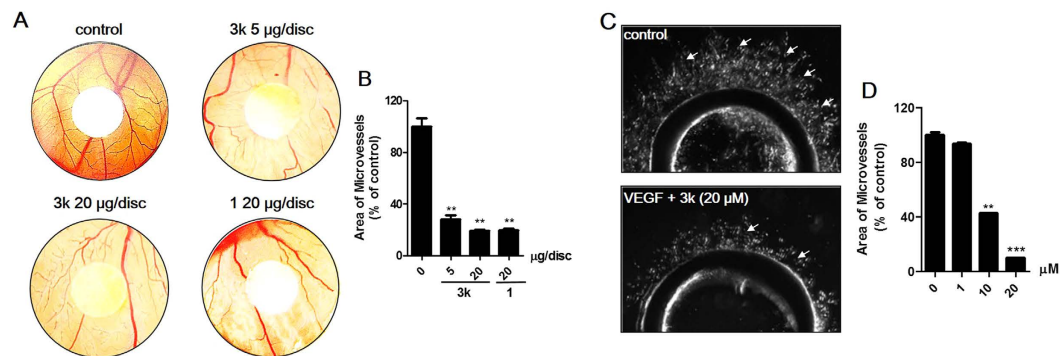 A
control
3k 5 µg/disc
3k 20 µg/disc
1 20 µg/disc
B
Area of Microvessels
(% of control)
120
80
40
0
** ** **
0 5 20 20 µg/disc
3k 1
C
control
VEGF + 3k (20 µM)
D
Area of Microvessels
(% of control)
120
80
40
0
** ***
0 1 10 20 µM